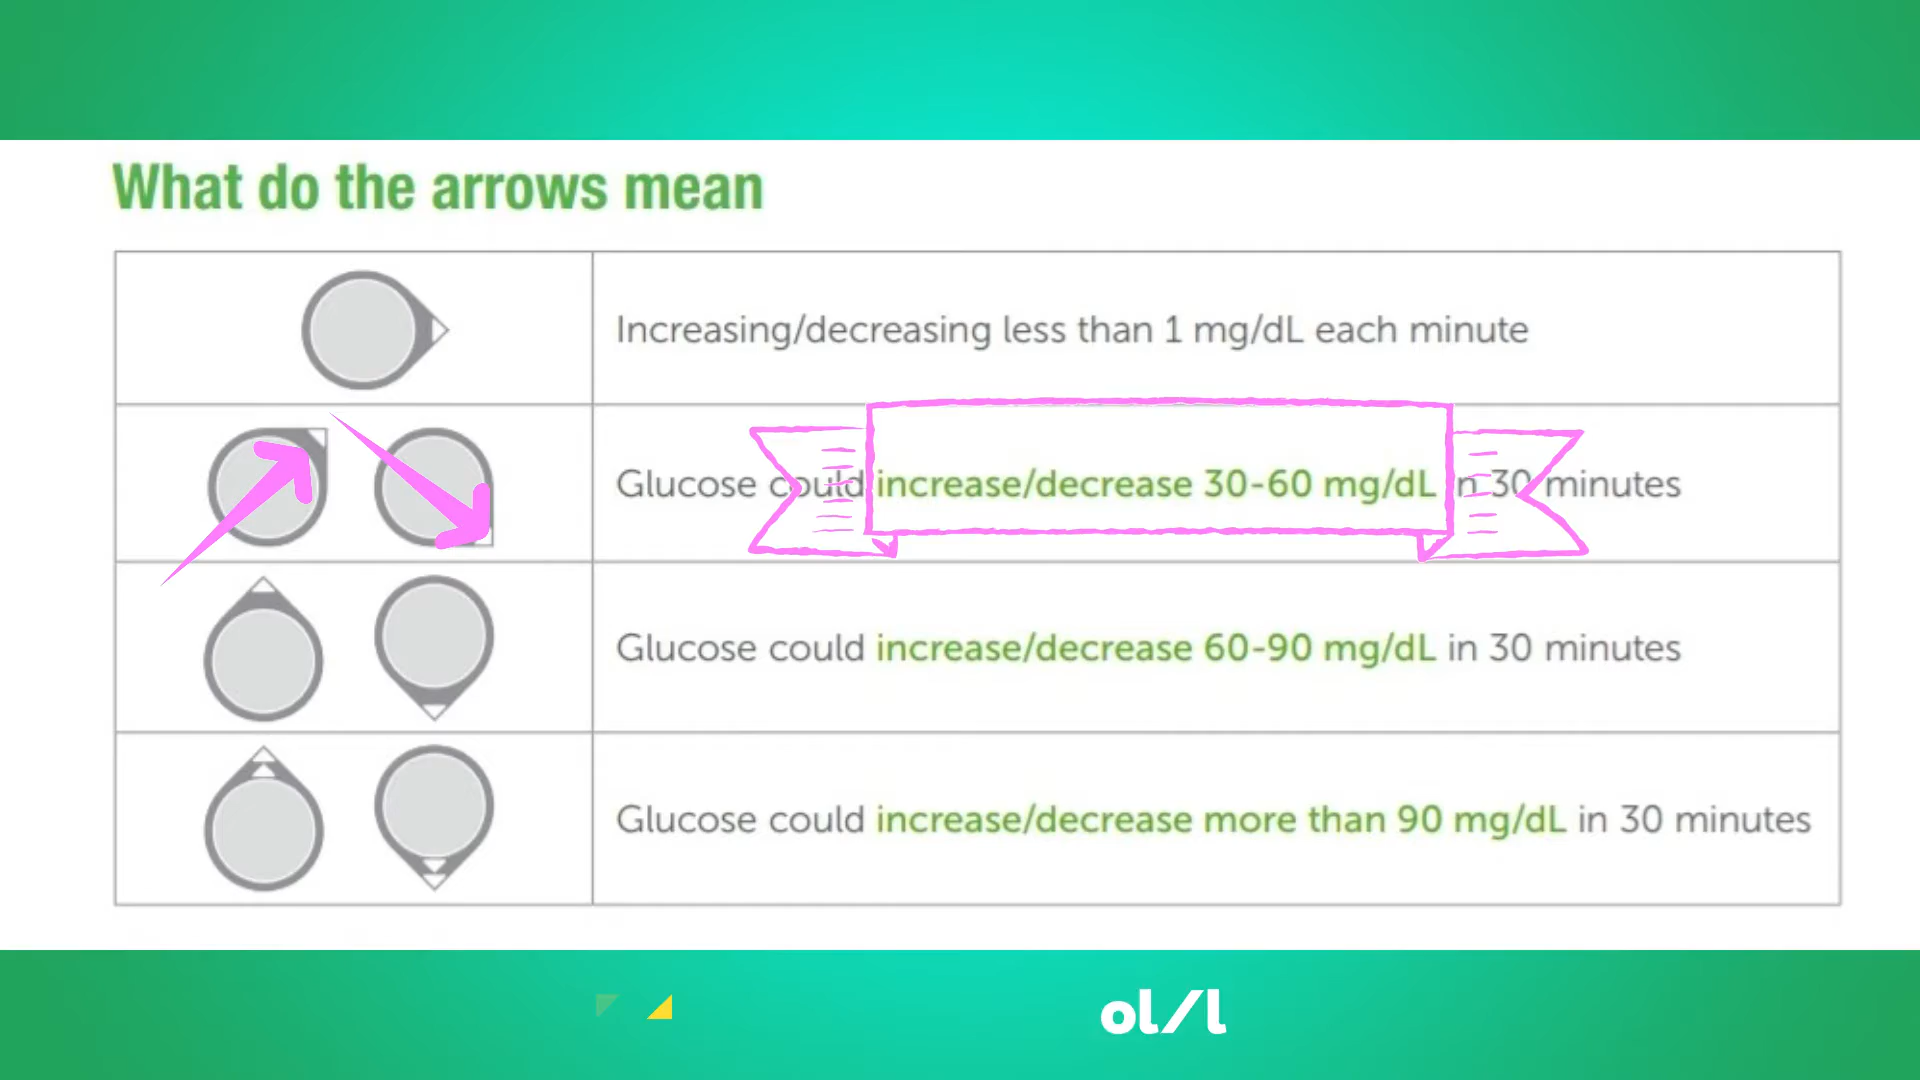 What do the arrows mean
Increasing/decreasing less than 1 mg/dL each minute
Glucose could increase/decrease 30-60 mg/dL in 30 minutes
Glucose could increase/decrease 60-90 mg/dL in 30 minutes
Glucose could increase/decrease more than 90 mg/dL in 30 minutes
ol/l